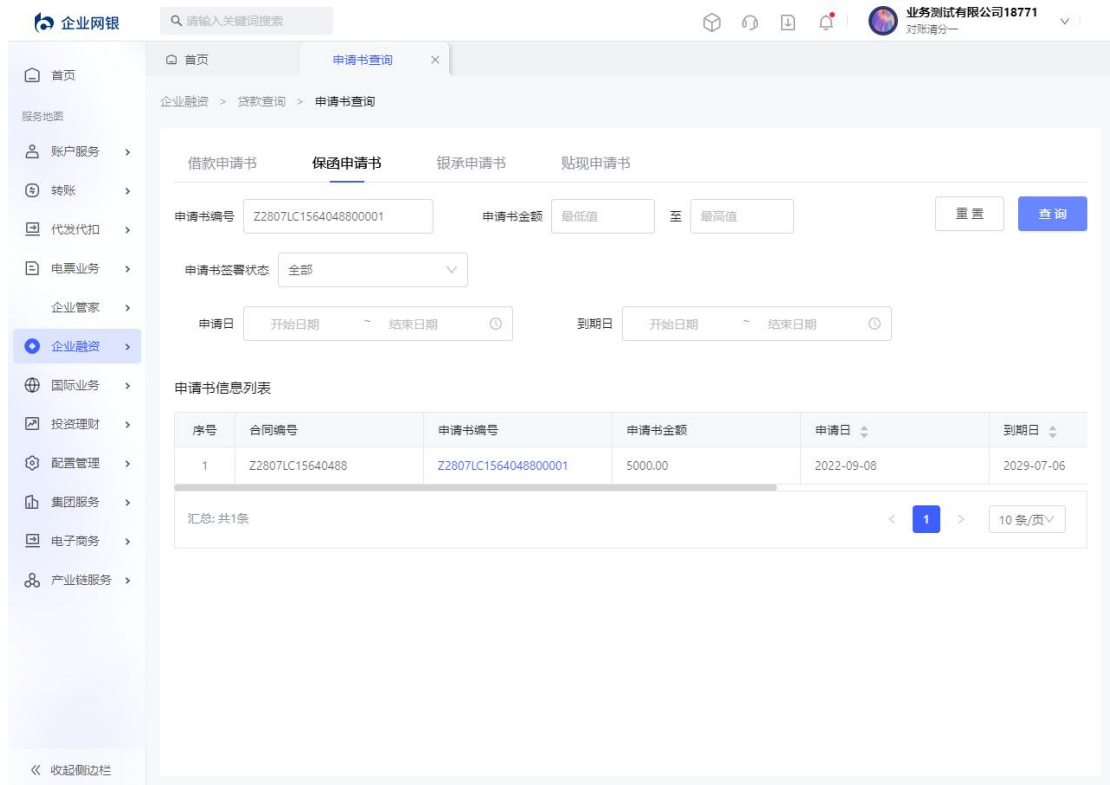 企业网银
请输入关键词搜索
业务测试有限公司18771
对账清分一
首页
申请书查询
首页
服务地图
账户服务
转账
代发代扣
电票业务
企业管家
企业融资
国际业务
投资理财
配置管理
集团服务
电子商务
产业链服务
收起侧边栏
企业融资 > 贷款查询 > 申请书查询
借款申请书 保函申请书 银承申请书 贴现申请书
申请书编号 Z2807LC1564048800001 申请书金额 最低值 至 最高值 重置 查询
申请书签署状态 全部
申请日 开始日期 ~ 结束日期 到期日 开始日期 ~ 结束日期
申请书信息列表
序号 合同编号 申请书编号 申请书金额 申请日 到期日
1 Z2807LC15640488 Z2807LC1564048800001 5000.00 2022-09-08 2029-07-06
汇总: 共1条 < 1 > 10 条/页